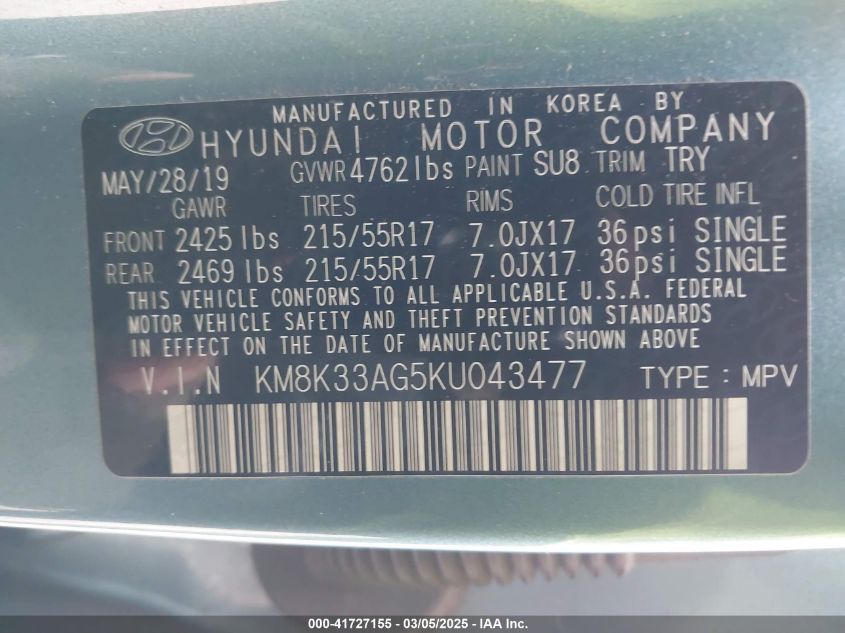 MANUFACTURED IN KOREA BY
HYUNDAI MOTOR COMPANY
MAY/28/19 GVWR 4762lbs PAINT SU8 TRIM TRY
GAWR TIRES RIMS COLD TIRE INFL
FRONT 2425lbs 215/55R17 7.0JX17 36psi SINGLE
REAR 2469lbs 215/55R17 7.0JX17 36psi SINGLE
THIS VEHICLE CONFORMS TO ALL APPLICABLE U.S.A. FEDERAL
MOTOR VEHICLE SAFETY AND THEFT PREVENTION STANDARDS
IN EFFECT ON THE DATE OF MANUFACTURE SHOWN ABOVE
V.I.N KM8K33AG5KU043477 TYPE : MPV
000-41727155 - 03/05/2025 - IAA Inc.